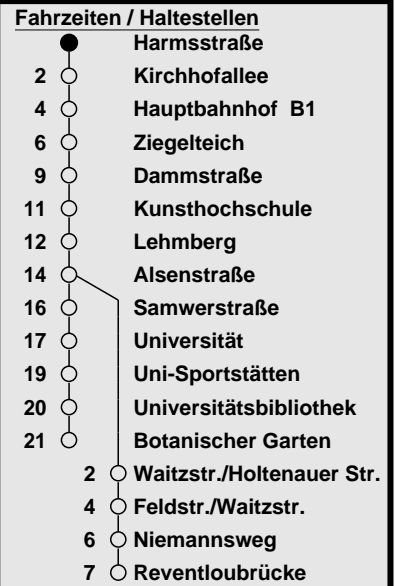 Fahrzeiten / Haltestellen
Harmsstraße
2 Kirchhofallee
4 Hauptbahnhof B1
6 Ziegelteich
9 Dammstraße
11 Kunsthochschule
12 Lehmberg
14 Alsenstraße
16 Samwerstraße
17 Universität
19 Uni-Sportstätten
20 Universitätsbibliothek
21 Botanischer Garten
2 Waitzstr./Holtenauer Str.
4 Feldstr./Waitzstr.
6 Niemannsweg
7 Reventloubrücke